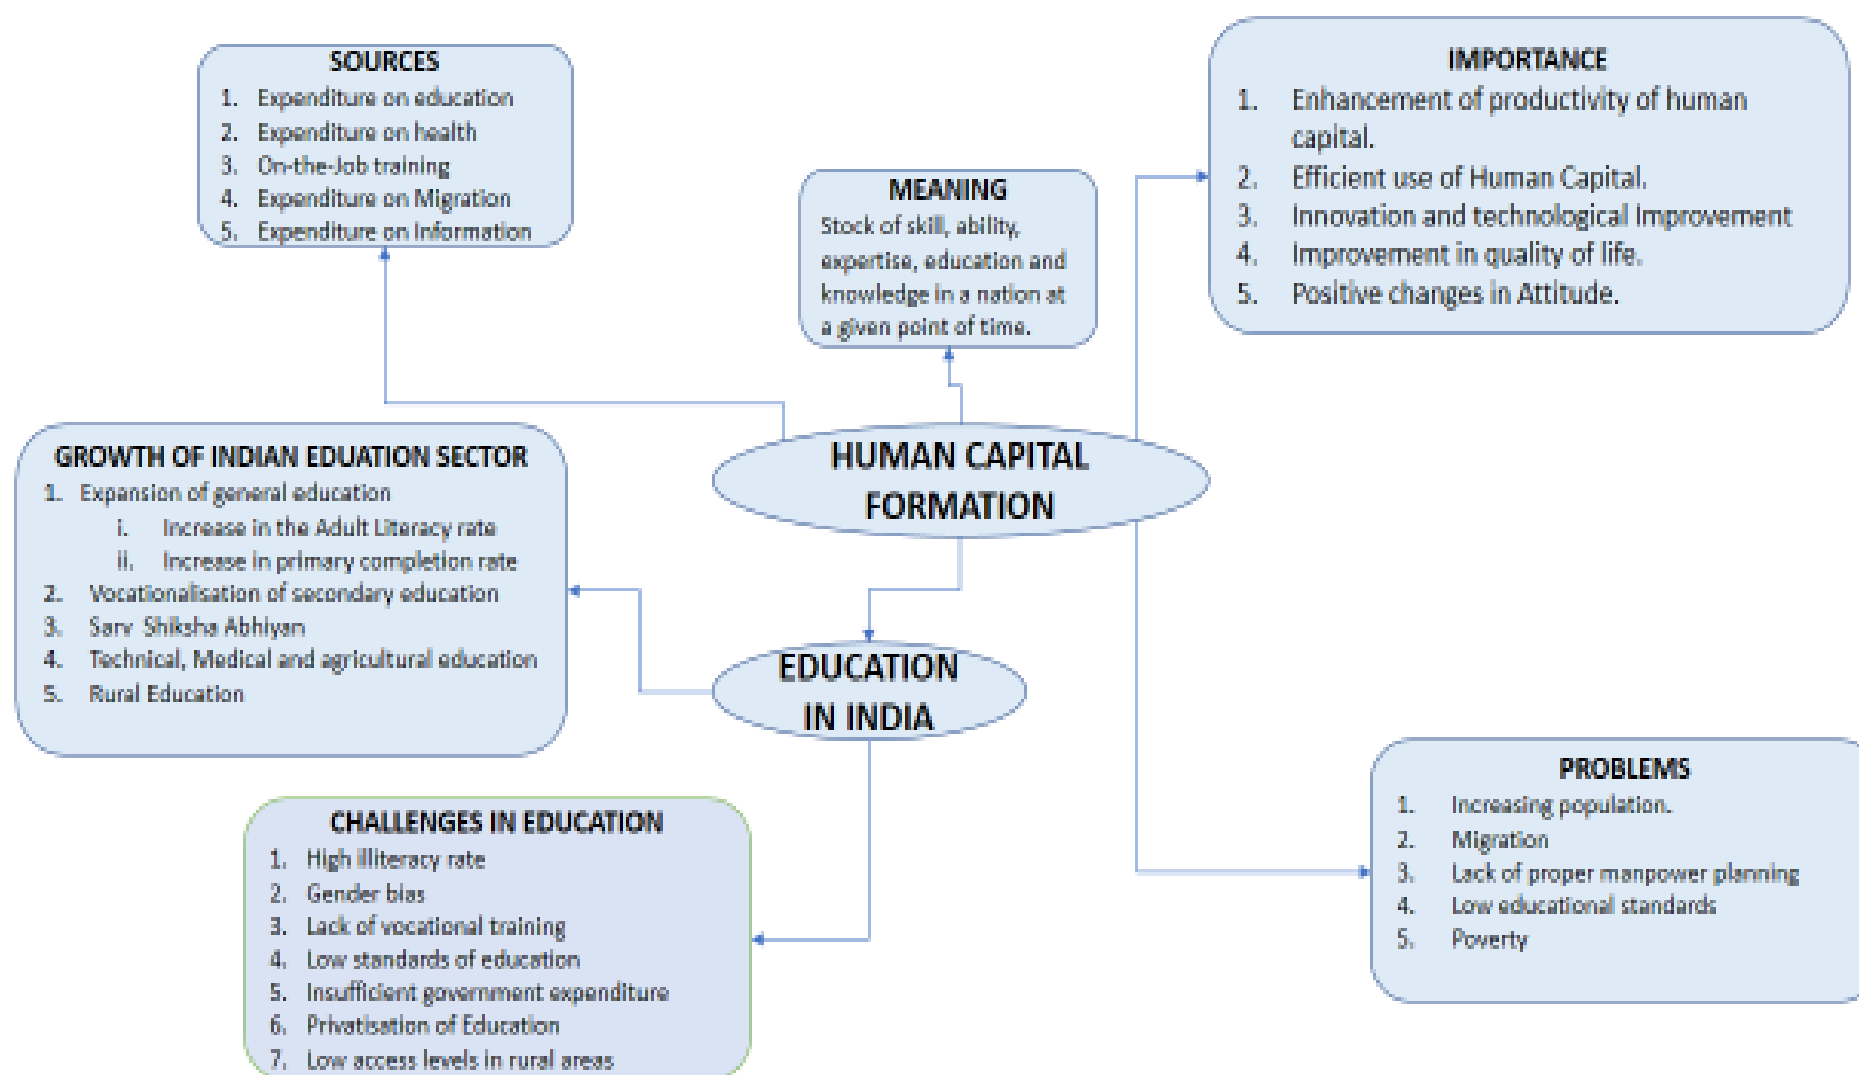 SOURCES
1. Expenditure on education
2. Expenditure on health
3. On-the-Job training
4. Expenditure on Migration
5. Expenditure on Information
MEANING
Stock of skill, ability,
expertise, education and
knowledge in a nation at
a given point of time.
IMPORTANCE
1. Enhancement of productivity of human
capital.
2. Efficient use of Human Capital.
3. Innovation and technological Improvement
4. Improvement in quality of life.
5. Positive changes in Attitude.
HUMAN CAPITAL
FORMATION
GROWTH OF INDIAN EDUATION SECTOR
1. Expansion of general education
i. Increase in the Adult Literacy rate
ii. Increase in primary completion rate
2. Vocationalisation of secondary education
3. Sarv Shiksha Abhiyan
4. Technical, Medical and agricultural education
5. Rural Education
EDUCATION
IN INDIA
CHALLENGES IN EDUCATION
1. High illiteracy rate
2. Gender bias
3. Lack of vocational training
4. Low standards of education
5. Insufficient government expenditure
6. Privatisation of Education
7. Low access levels in rural areas
PROBLEMS
1. Increasing population.
2. Migration
3. Lack of proper manpower planning
4. Low educational standards
5. Poverty